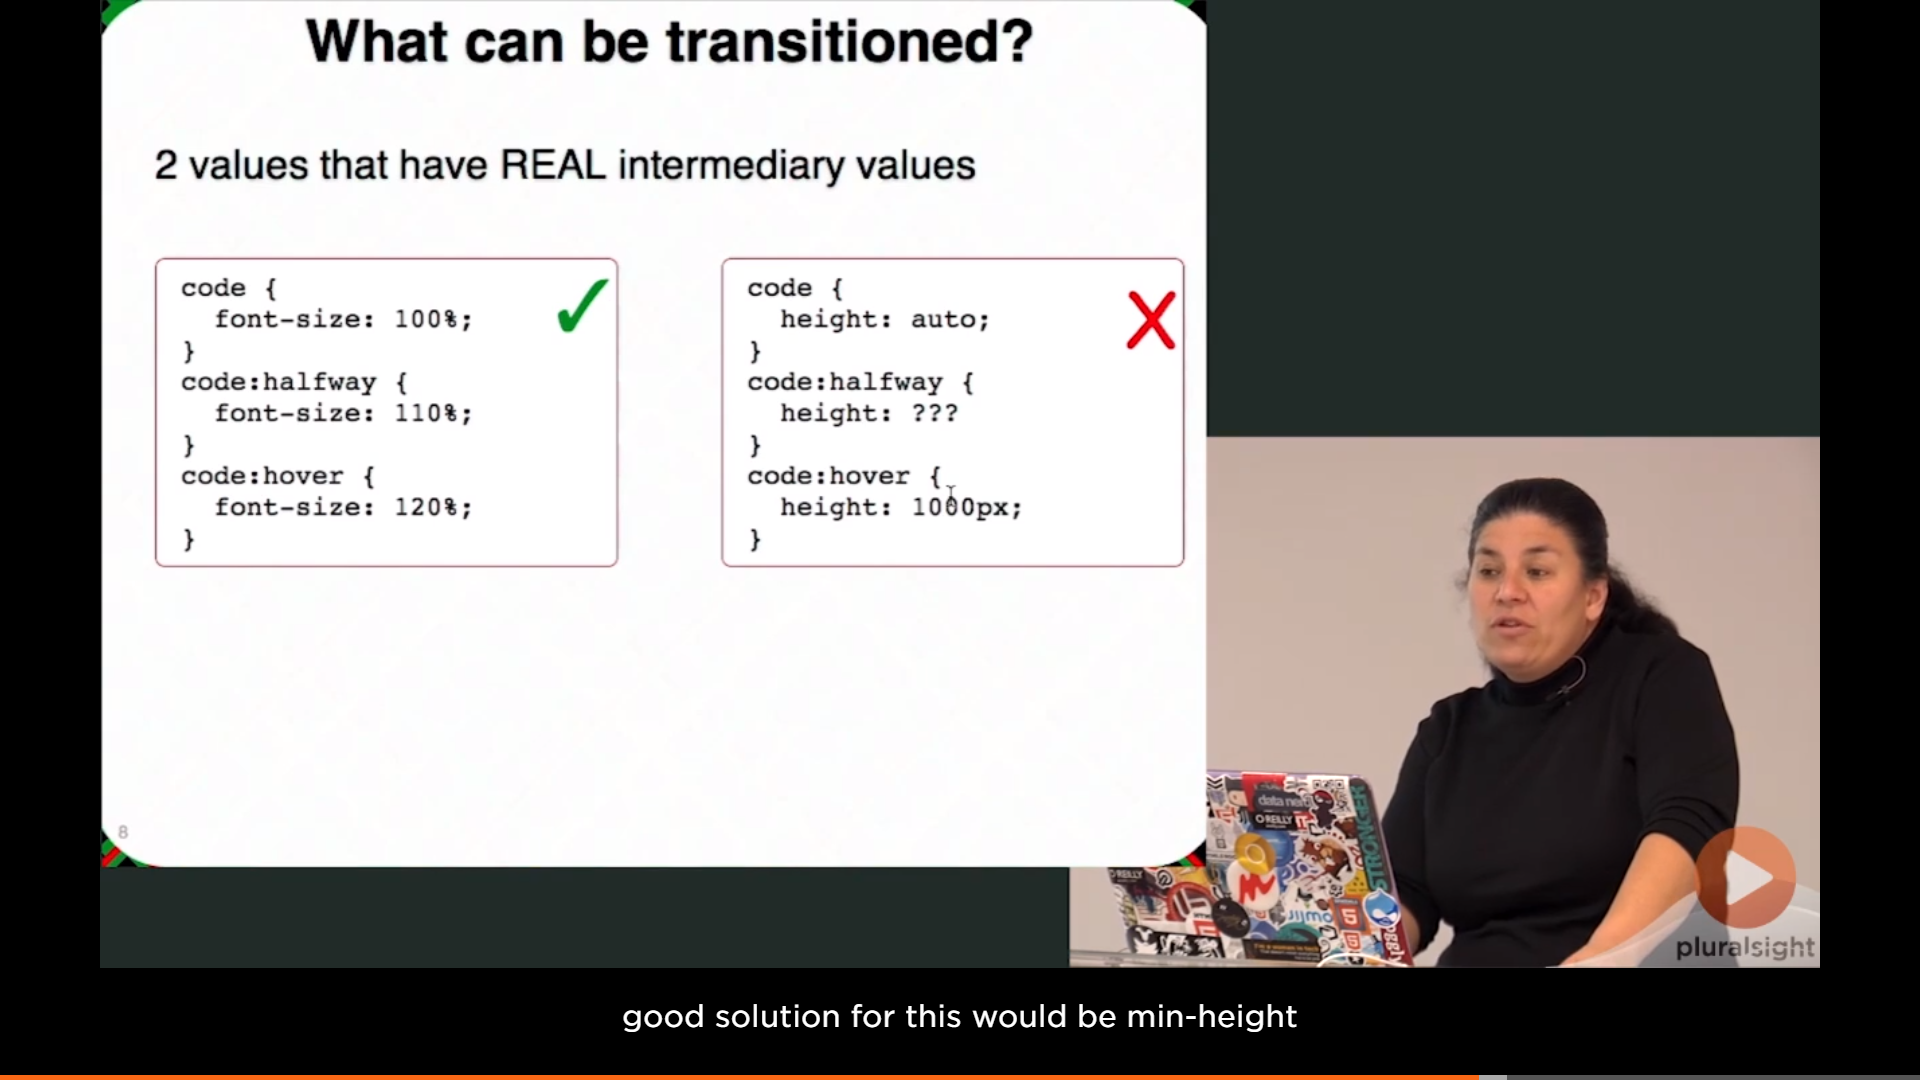 What can be transitioned?
2 values that have REAL intermediary values
code {
font-size: 100%;
}
code:halfway {
font-size: 110%;
}
code:hover {
font-size: 120%;
}
code {
height: auto;
}
code:halfway {
height: ???
}
code:hover {
height: 1000px;
}
8
O'REILLY
STRONGER
O'REILLY
pluralsight
good solution for this would be min-height